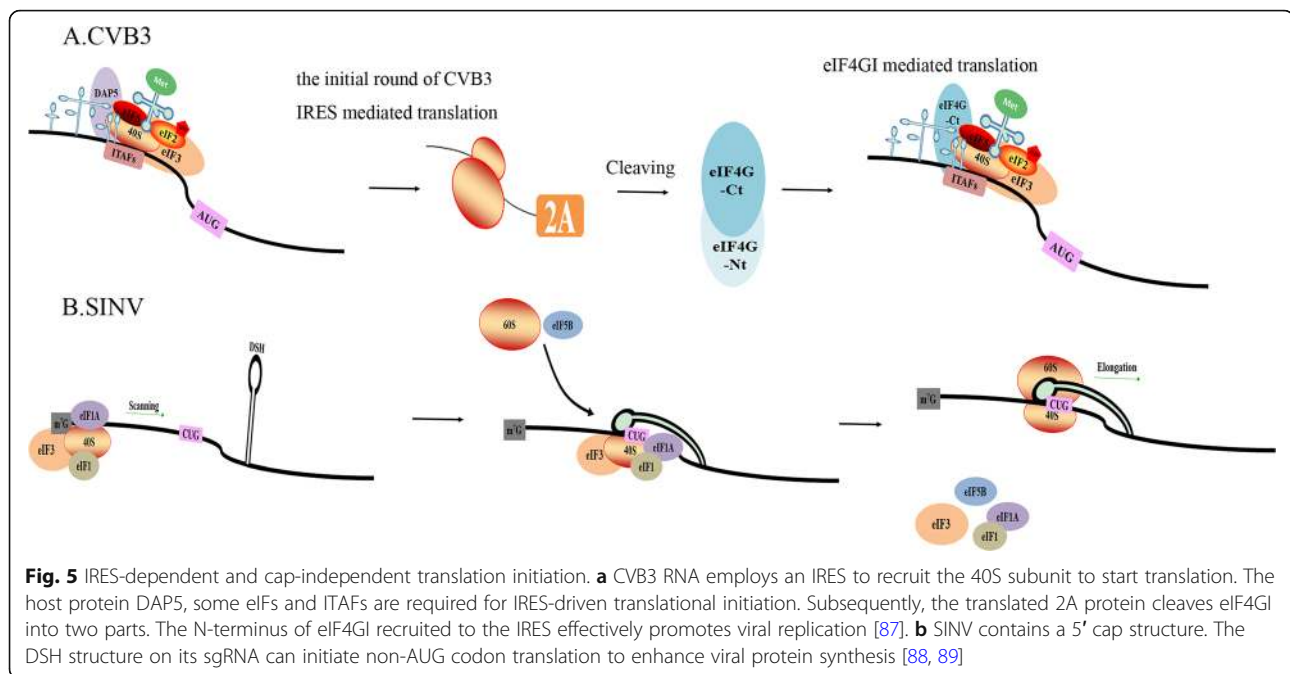 A.CVB3
DAP5
Met
40S
eIF2
eIF3
ITAFs
AUG
the initial round of CVB3
IRES mediated translation
2A
Cleaving
eIF4G
-Ct
eIF4G
-Nt
eIF4GI mediated translation
eIF4G
-Ct
Met
40S
eIF2
eIF3
ITAFs
AUG
B.SINV
m7G
eIF1A
Scanning
eIF3
40S
eIF1
CUG
DSH
60S
eIF5B
m7G
CUG
eIF3
40S
eIF1A
eIF1
60S
Elongation
m7G
CUG
40S
eIF5B
eIF3
eIF1A
eIF1
Fig. 5 IRES-dependent and cap-independent translation initiation. a CVB3 RNA employs an IRES to recruit the 40S subunit to start translation. The
host protein DAP5, some eIFs and ITAFs are required for IRES-driven translational initiation. Subsequently, the translated 2A protein cleaves eIF4GI
into two parts. The N-terminus of eIF4GI recruited to the IRES effectively promotes viral replication [87]. b SINV contains a 5′ cap structure. The
DSH structure on its sgRNA can initiate non-AUG codon translation to enhance viral protein synthesis [88, 89]